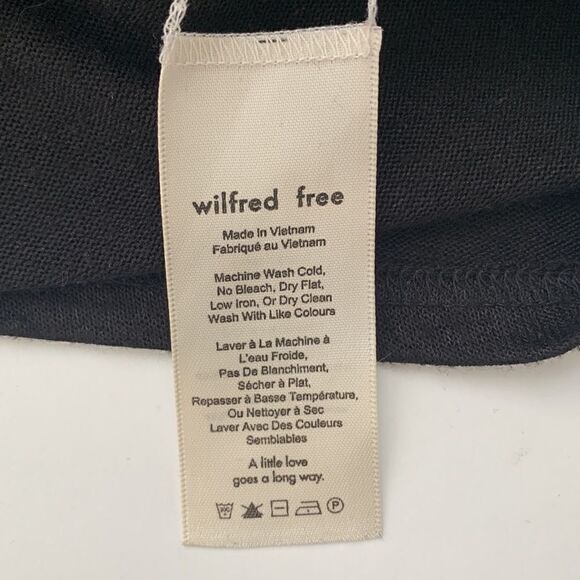 wilfred free
Made in Vietnam
Fabriqué au Vietnam
Machine Wash Cold,
No Bleach, Dry Flat,
Low Iron, Or Dry Clean
Wash With Like Colours
Laver à La Machine à
L'eau Froide,
Pas De Blanchiment,
Sécher à Plat,
Repasser à Basse Température,
Ou Nettoyer à Sec
Laver Avec Des Couleurs
Semblables
A little love
goes a long way.
P